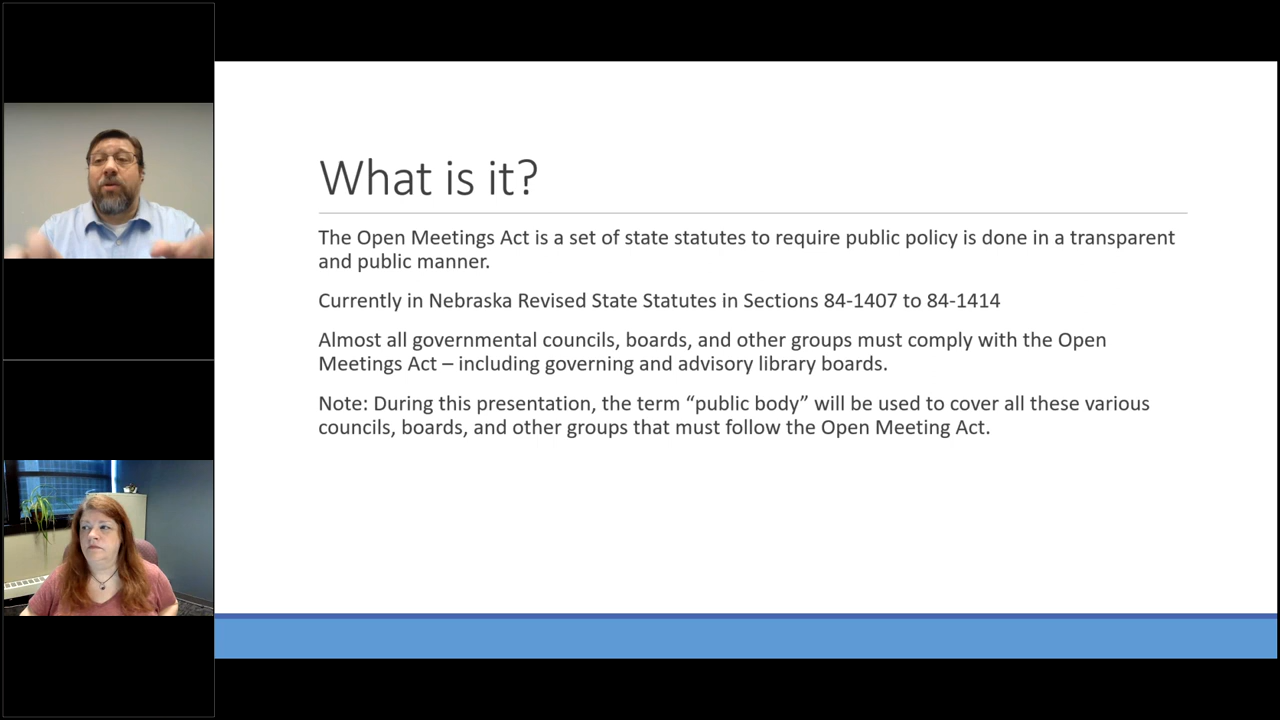 What is it?
The Open Meetings Act is a set of state statutes to require public policy is done in a transparent
and public manner.
Currently in Nebraska Revised State Statutes in Sections 84-1407 to 84-1414
Almost all governmental councils, boards, and other groups must comply with the Open
Meetings Act – including governing and advisory library boards.
Note: During this presentation, the term “public body” will be used to cover all these various
councils, boards, and other groups that must follow the Open Meeting Act.